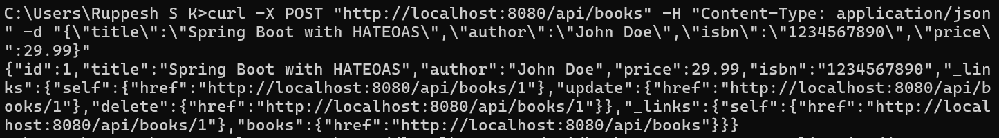 C:\Users\Ruppesh S K>curl -X POST "http://localhost:8080/api/books" -H "Content-Type: application/json
" -d "{\"title\":\"Spring Boot with HATEOAS\",\"author\":\"John Doe\",\"isbn\":\"1234567890\",\"price\
":29.99}"
{"id":1,"title":"Spring Boot with HATEOAS","author":"John Doe","price":29.99,"isbn":"1234567890","_lin
ks":{"self":{"href":"http://localhost:8080/api/books/1"},"update":{"href":"http://localhost:8080/api/b
ooks/1"},"delete":{"href":"http://localhost:8080/api/books/1"}},"_links":{"self":{"href":"http://local
host:8080/api/books/1"},"books":{"href":"http://localhost:8080/api/books"}}}